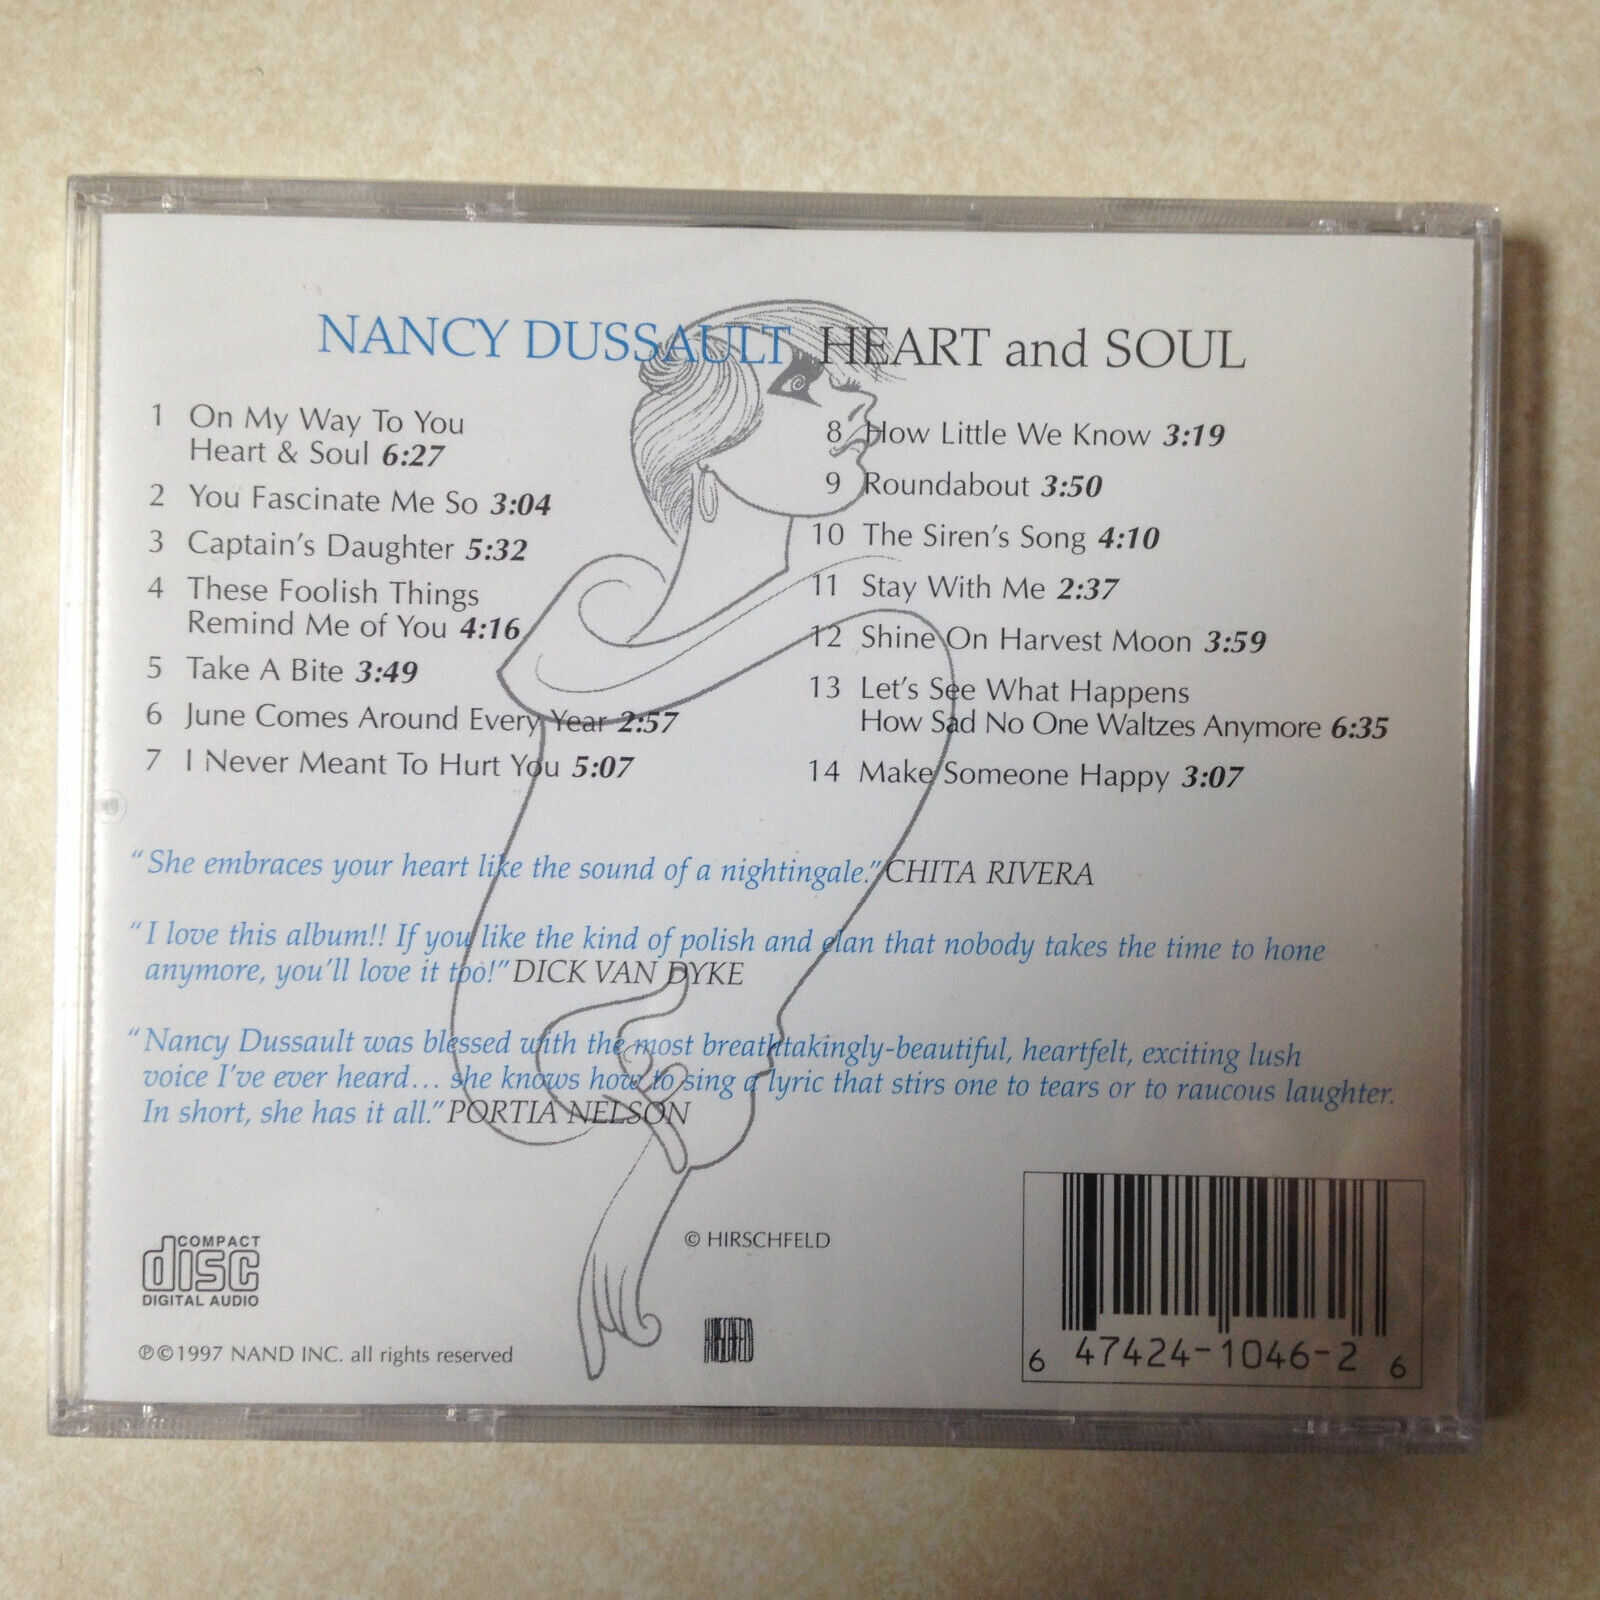 NANCY DUSSAULT HEART and SOUL
1 On My Way To You
Heart & Soul 6:27
2 You Fascinate Me So 3:04
3 Captain's Daughter 5:32
4 These Foolish Things
Remind Me of You 4:16
5 Take A Bite 3:49
6 June Comes Around Every Year 2:57
7 I Never Meant To Hurt You 5:07
8 How Little We Know 3:19
9 Roundabout 3:50
10 The Siren's Song 4:10
11 Stay With Me 2:37
12 Shine On Harvest Moon 3:59
13 Let's See What Happens
How Sad No One Waltzes Anymore 6:35
14 Make Someone Happy 3:07
“She embraces your heart like the sound of a nightingale.” CHITA RIVERA
“I love this album!! If you like the kind of polish and elan that nobody takes the time to hone
anymore, you'll love it too!” DICK VAN DYKE
“Nancy Dussault was blessed with the most breathtakingly-beautiful, heartfelt, exciting lush
voice I've ever heard... she knows how to sing a lyric that stirs one to tears or to raucous laughter.
In short, she has it all.” PORTIA NELSON
COMPACT
disc
DIGITAL AUDIO
© HIRSCHFELD
HIRSCHFELD
℗©1997 NAND INC. all rights reserved
6 47424-1046-2 6